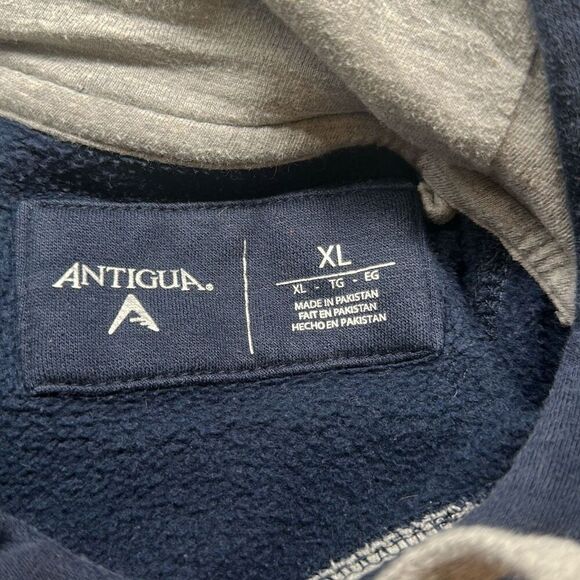 ANTIGUA®
XL
XL - TG - EG
MADE IN PAKISTAN
FAIT EN PAKISTAN
HECHO EN PAKISTAN